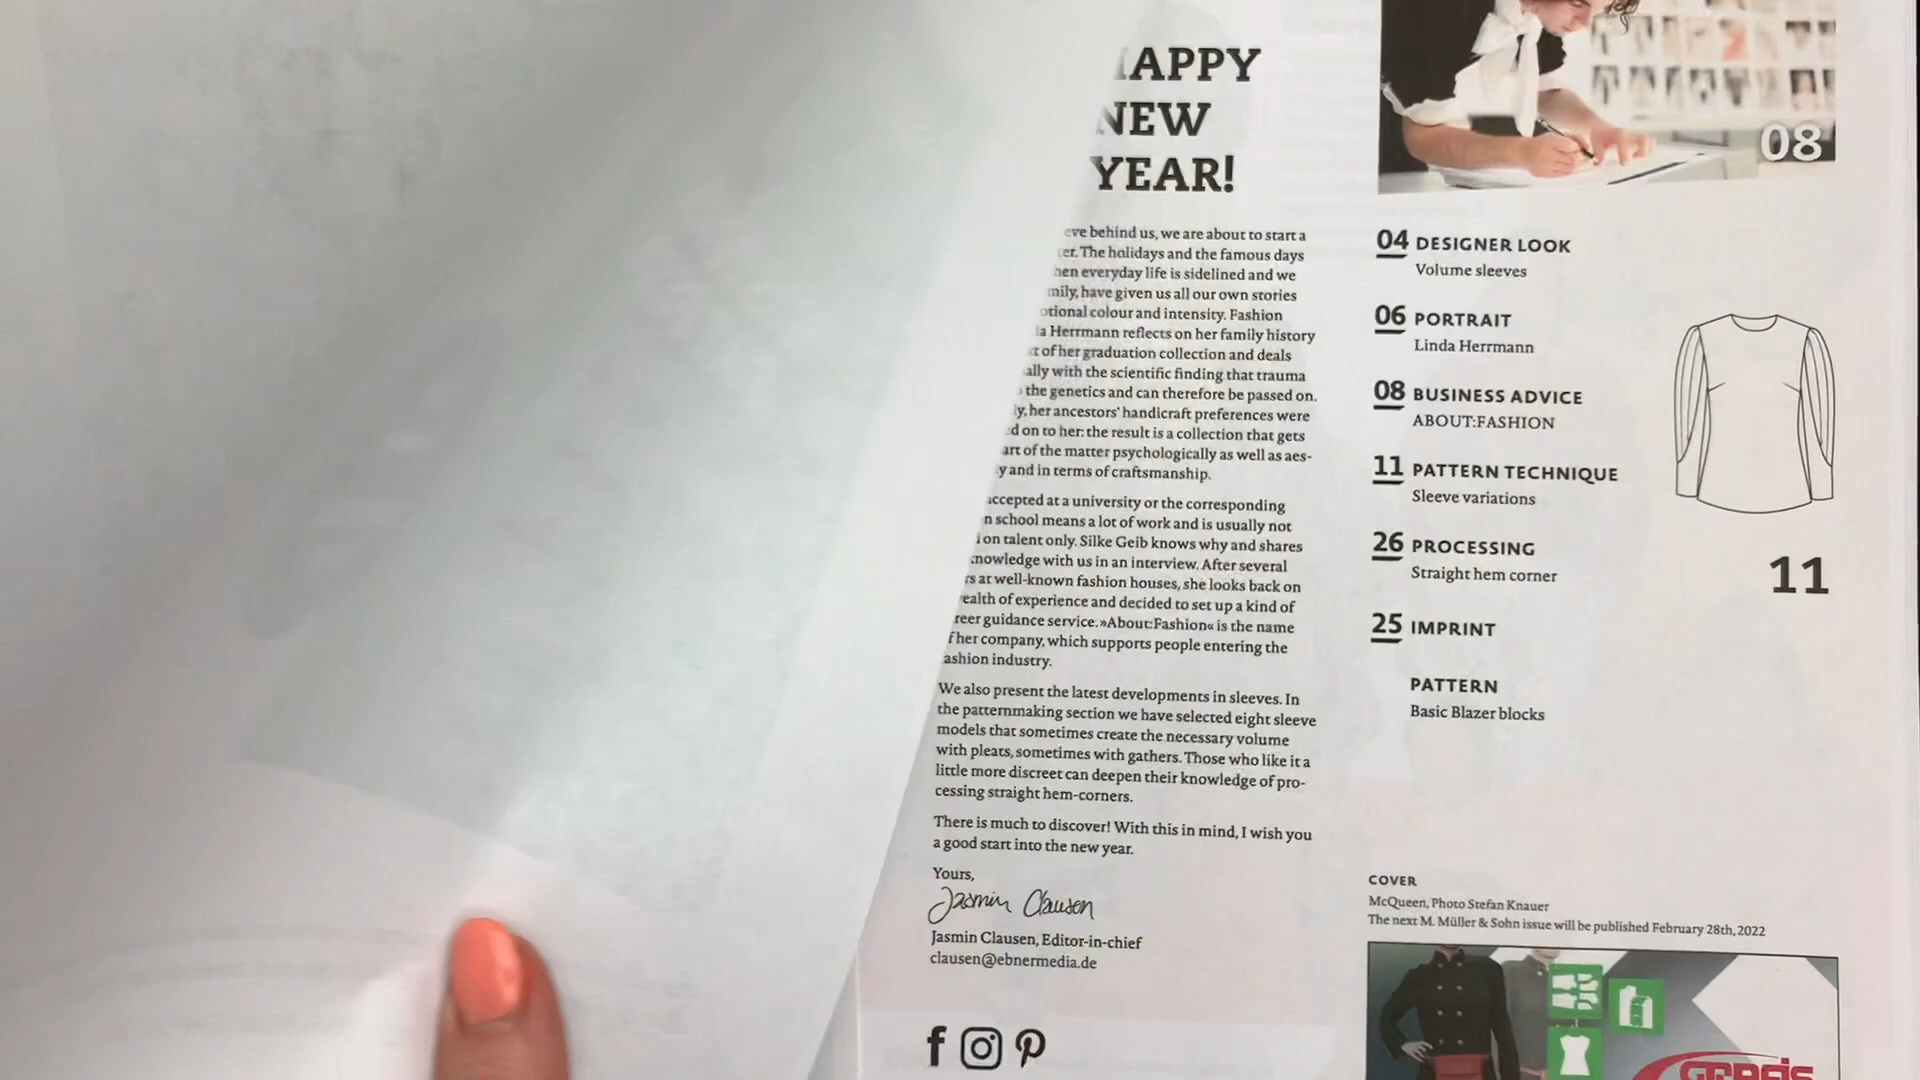 APPY
NEW
YEAR!
eve behind us, we are about to start a
er. The holidays and the famous days
hen everyday life is sidelined and we
mily, have given us all our own stories
otional colour and intensity. Fashion
a Herrmann reflects on her family history
t of her graduation collection and deals
ally with the scientific finding that trauma
the genetics and can therefore be passed on.
y, her ancestors' handicraft preferences were
d on to her: the result is a collection that gets
art of the matter psychologically as well as aes-
y and in terms of craftsmanship.
ccepted at a university or the corresponding
n school means a lot of work and is usually not
on talent only. Silke Geib knows why and shares
nowledge with us in an interview. After several
rs at well-known fashion houses, she looks back on
ealth of experience and decided to set up a kind of
reer guidance service. »About:Fashion« is the name
f her company, which supports people entering the
ashion industry.
We also present the latest developments in sleeves. In
the patternmaking section we have selected eight sleeve
models that sometimes create the necessary volume
with pleats, sometimes with gathers. Those who like it a
little more discreet can deepen their knowledge of pro-
cessing straight hem-corners.
There is much to discover! With this in mind, I wish you
a good start into the new year.
Yours,
Jasmin Clausen
Jasmin Clausen, Editor-in-chief
clausen@ebnermedia.de
08
04 DESIGNER LOOK
Volume sleeves
06 PORTRAIT
Linda Herrmann
08 BUSINESS ADVICE
ABOUT:FASHION
11 PATTERN TECHNIQUE
Sleeve variations
26 PROCESSING
Straight hem corner
11
25 IMPRINT
PATTERN
Basic Blazer blocks
COVER
McQueen, Photo Stefan Knauer
The next M. Müller & Sohn issue will be published February 28th, 2022